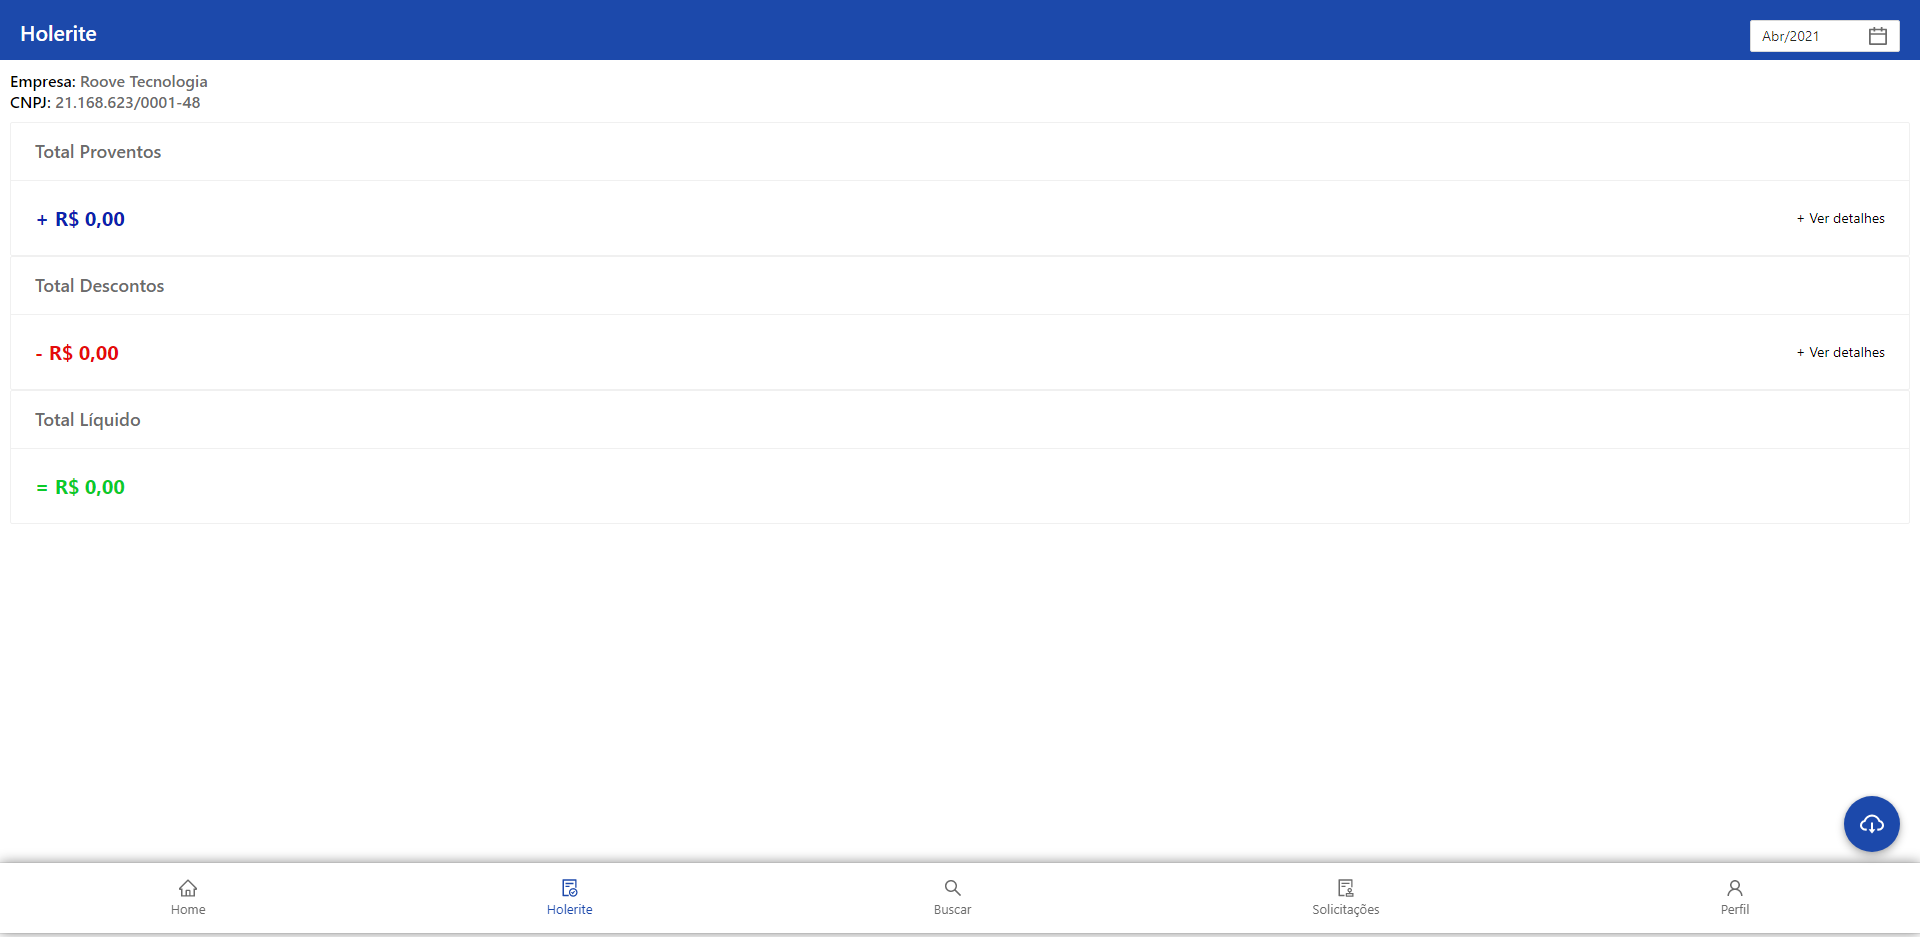 Holerite
Abr/2021
Empresa: Roove Tecnologia
CNPJ: 21.168.623/0001-48
Total Proventos
+ R$ 0,00
+ Ver detalhes
Total Descontos
- R$ 0,00
+ Ver detalhes
Total Líquido
= R$ 0,00
Home
Holerite
Buscar
Solicitações
Perfil